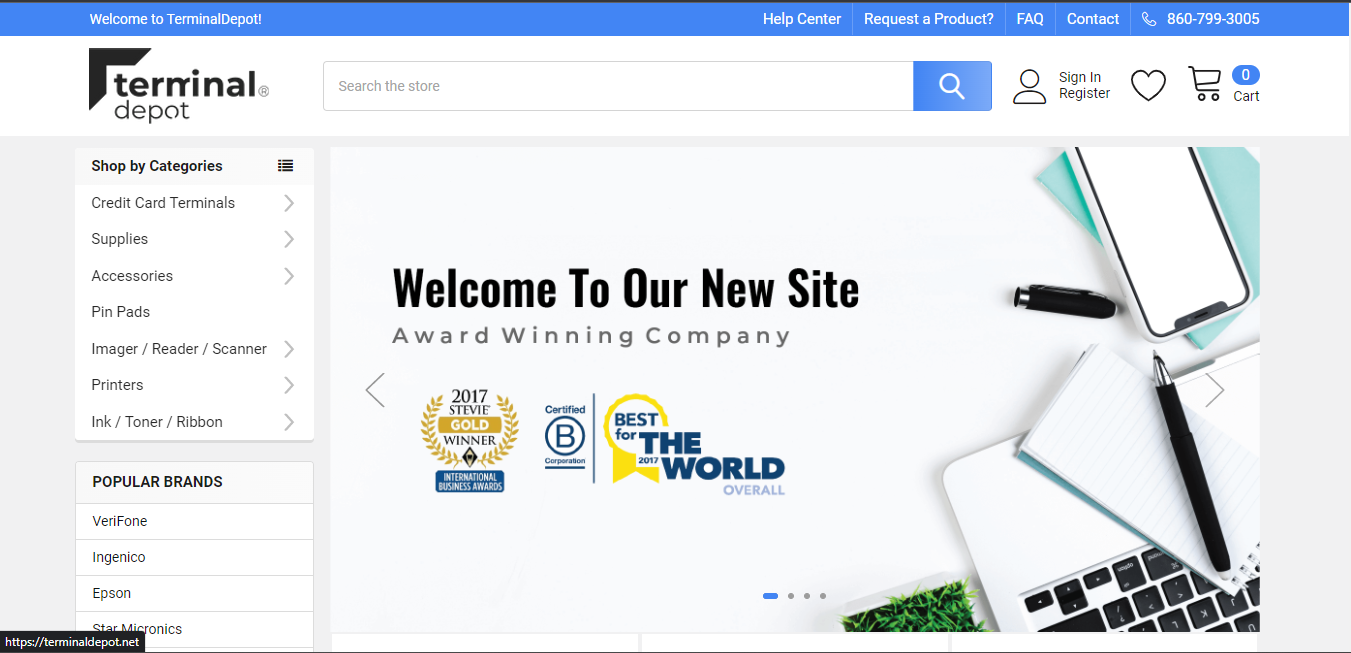 Welcome to TerminalDepot!
Help Center
Request a Product?
FAQ
Contact
860-799-3005
terminal®
depot
Search the store
Sign In
Register
0
Cart
Shop by Categories
Credit Card Terminals
Supplies
Accessories
Pin Pads
Imager / Reader / Scanner
Printers
Ink / Toner / Ribbon
POPULAR BRANDS
VeriFone
Ingenico
Epson
Star Micronics
https://terminaldepot.net
Welcome To Our New Site
Award Winning Company
2017
STEVIE®
GOLD
WINNER
INTERNATIONAL
BUSINESS AWARDS
Certified
B
Corporation
BEST
for THE
2017 WORLD
OVERALL